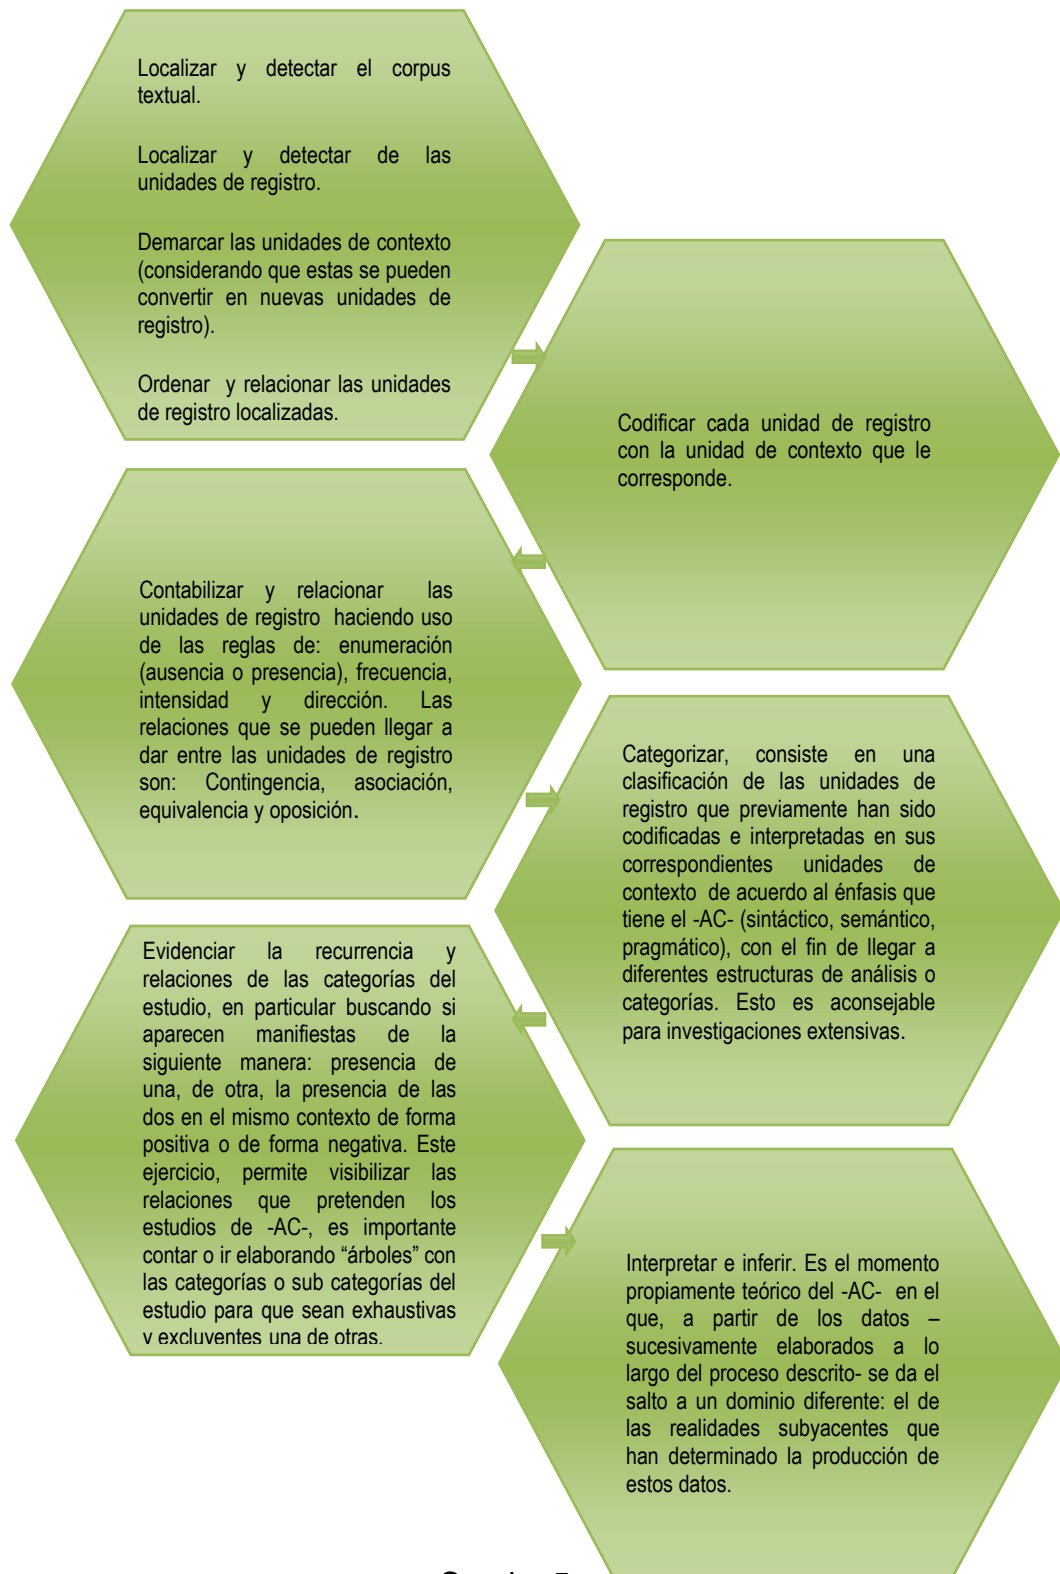 Localizar y detectar el corpus
textual.
Localizar y detectar de las
unidades de registro.
Demarcar las unidades de contexto
(considerando que estas se pueden
convertir en nuevas unidades de
registro).
Ordenar y relacionar las unidades
de registro localizadas.
Codificar cada unidad de registro
con la unidad de contexto que le
corresponde.
Contabilizar y relacionar las
unidades de registro haciendo uso
de las reglas de: enumeración
(ausencia o presencia), frecuencia,
intensidad y dirección. Las
relaciones que se pueden llegar a
dar entre las unidades de registro
son: Contingencia, asociación,
equivalencia y oposición.
Categorizar, consiste en una
clasificación de las unidades de
registro que previamente han sido
codificadas e interpretadas en sus
correspondientes unidades de
contexto de acuerdo al énfasis que
tiene el -AC- (sintáctico, semántico,
pragmático), con el fin de llegar a
diferentes estructuras de análisis o
categorías. Esto es aconsejable
para investigaciones extensivas.
Evidenciar la recurrencia y
relaciones de las categorías del
estudio, en particular buscando si
aparecen manifiestas de la
siguiente manera: presencia de
una, de otra, la presencia de las
dos en el mismo contexto de forma
positiva o de forma negativa. Este
ejercicio, permite visibilizar las
relaciones que pretenden los
estudios de -AC-, es importante
contar o ir elaborando “árboles” con
las categorías o sub categorías del
estudio para que sean exhaustivas
y excluyentes una de otras.
Interpretar e inferir. Es el momento
propiamente teórico del -AC- en el
que, a partir de los datos –
sucesivamente elaborados a lo
largo del proceso descrito- se da el
salto a un dominio diferente: el de
las realidades subyacentes que
han determinado la producción de
estos datos.